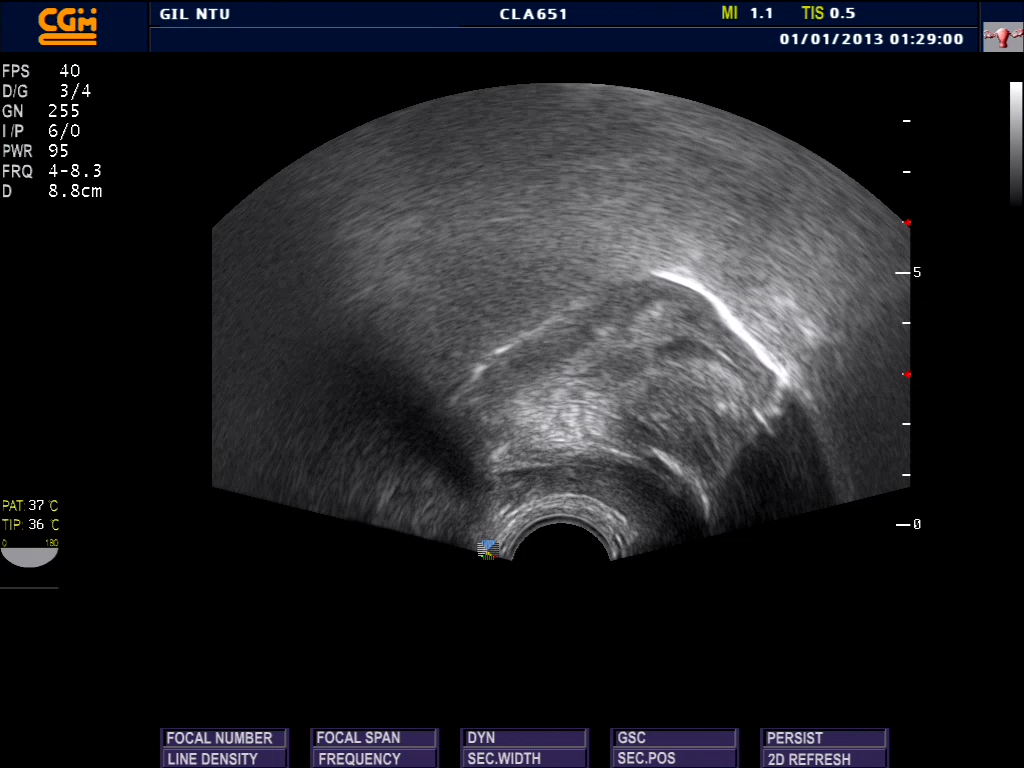 CGM
GIL NTU
CLA651
MI 1.1 TIS 0.5
01/01/2013 01:29:00
FPS 40
D/G 3/4
GN 255
I/P 6/0
PWR 95
FRQ 4-8.3
D 8.8cm
5
PAT: 37 °C
TIP: 36 °C
0 180
0
FOCAL NUMBER FOCAL SPAN DYN GSC PERSIST
LINE DENSITY FREQUENCY SEC.WIDTH SEC.POS 2D REFRESH